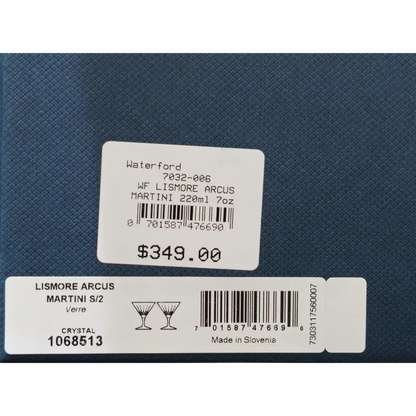 Waterford
7032-006
WF LISMORE ARCUS
MARTINI 220ml 7oz
0 701587 476690
$349.00
LISMORE ARCUS
MARTINI S/2
Verre
CRYSTAL
1068513
7 01587 47669 0
Made in Slovenia
7303117560007